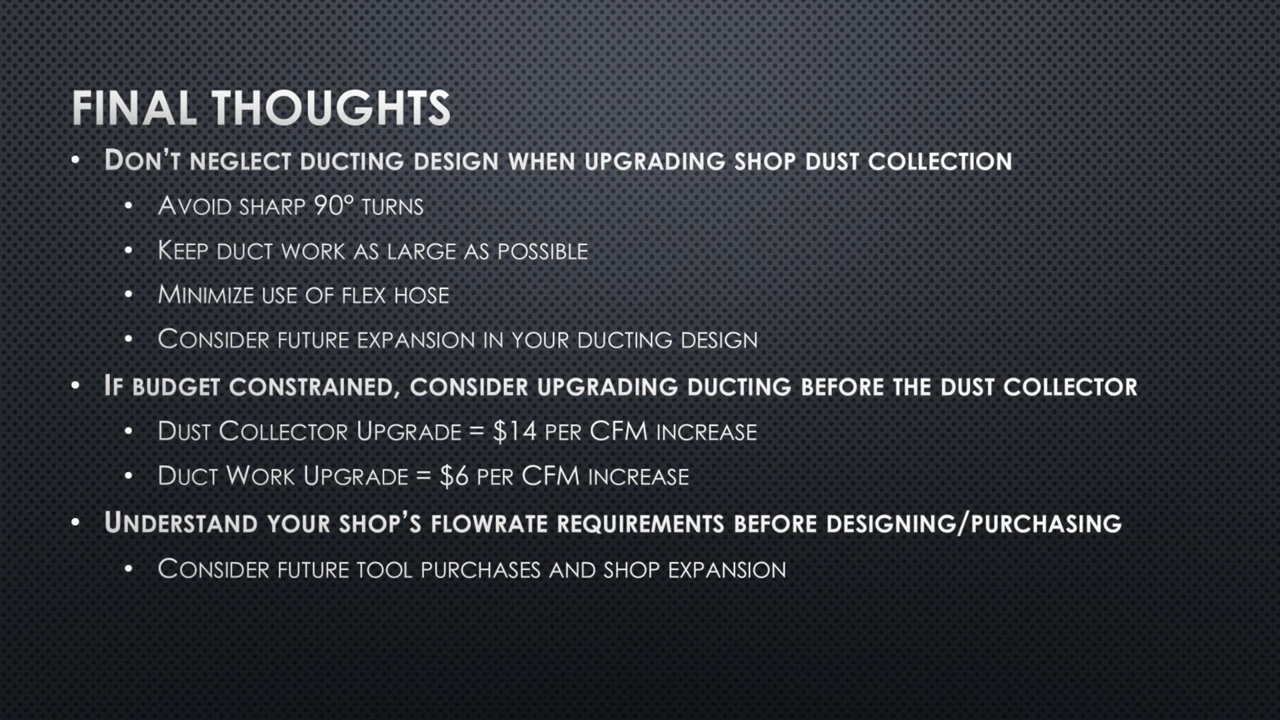 FINAL THOUGHTS
• DON'T NEGLECT DUCTING DESIGN WHEN UPGRADING SHOP DUST COLLECTION
• AVOID SHARP 90° TURNS
• KEEP DUCT WORK AS LARGE AS POSSIBLE
• MINIMIZE USE OF FLEX HOSE
• CONSIDER FUTURE EXPANSION IN YOUR DUCTING DESIGN
• IF BUDGET CONSTRAINED, CONSIDER UPGRADING DUCTING BEFORE THE DUST COLLECTOR
• DUST COLLECTOR UPGRADE = $14 PER CFM INCREASE
• DUCT WORK UPGRADE = $6 PER CFM INCREASE
• UNDERSTAND YOUR SHOP'S FLOWRATE REQUIREMENTS BEFORE DESIGNING/PURCHASING
• CONSIDER FUTURE TOOL PURCHASES AND SHOP EXPANSION